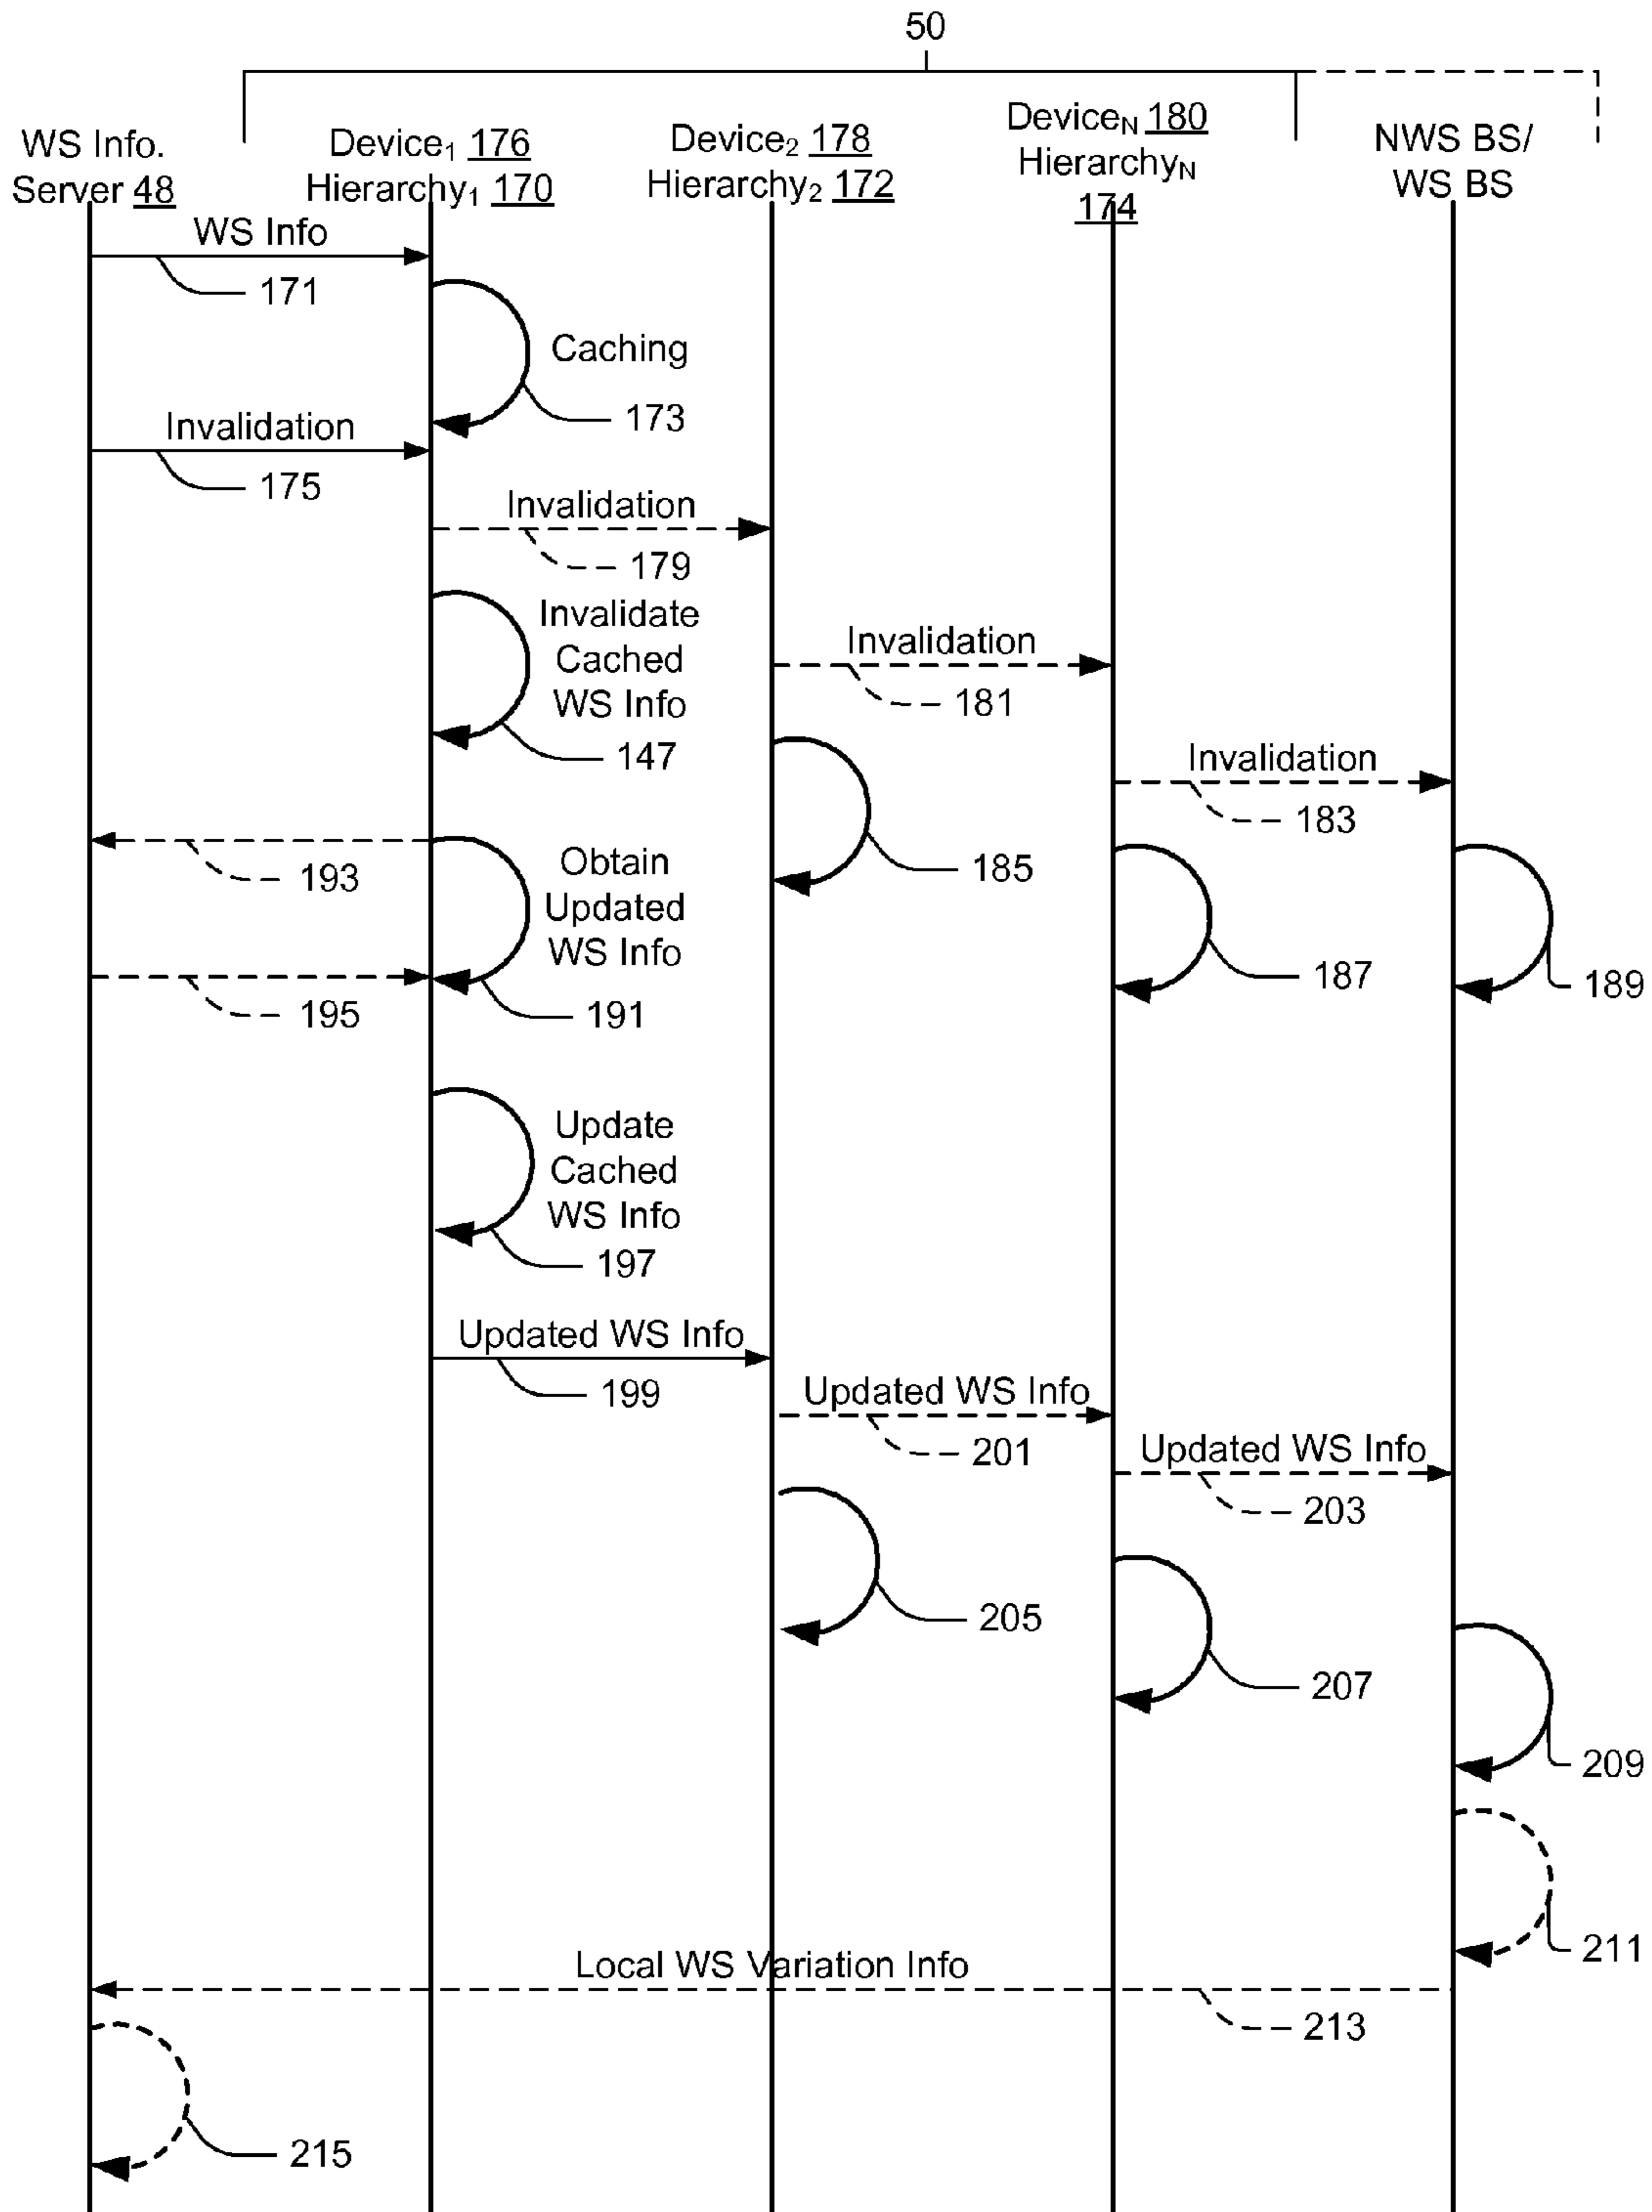 50
WS Info.
Server 48
Device1 176
Hierarchy1 170
Device2 178
Hierarchy2 172
DeviceN 180
HierarchyN
174
NWS BS/
WS BS
WS Info
171
Caching
173
Invalidation
175
Invalidation
179
Invalidate
Cached
WS Info
147
Invalidation
181
Invalidation
183
185
193
Obtain
Updated
WS Info
187
189
195
191
Update
Cached
WS Info
197
Updated WS Info
199
Updated WS Info
201
Updated WS Info
203
205
207
209
211
Local WS Variation Info
213
215